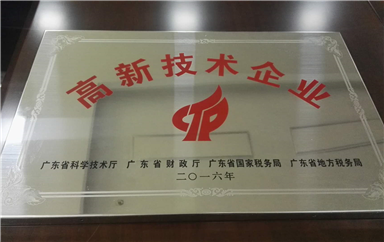 高新技术企业
广东省科学技术厅 广东省财政厅 广东省国家税务局 广东省地方税务局
二〇一六年